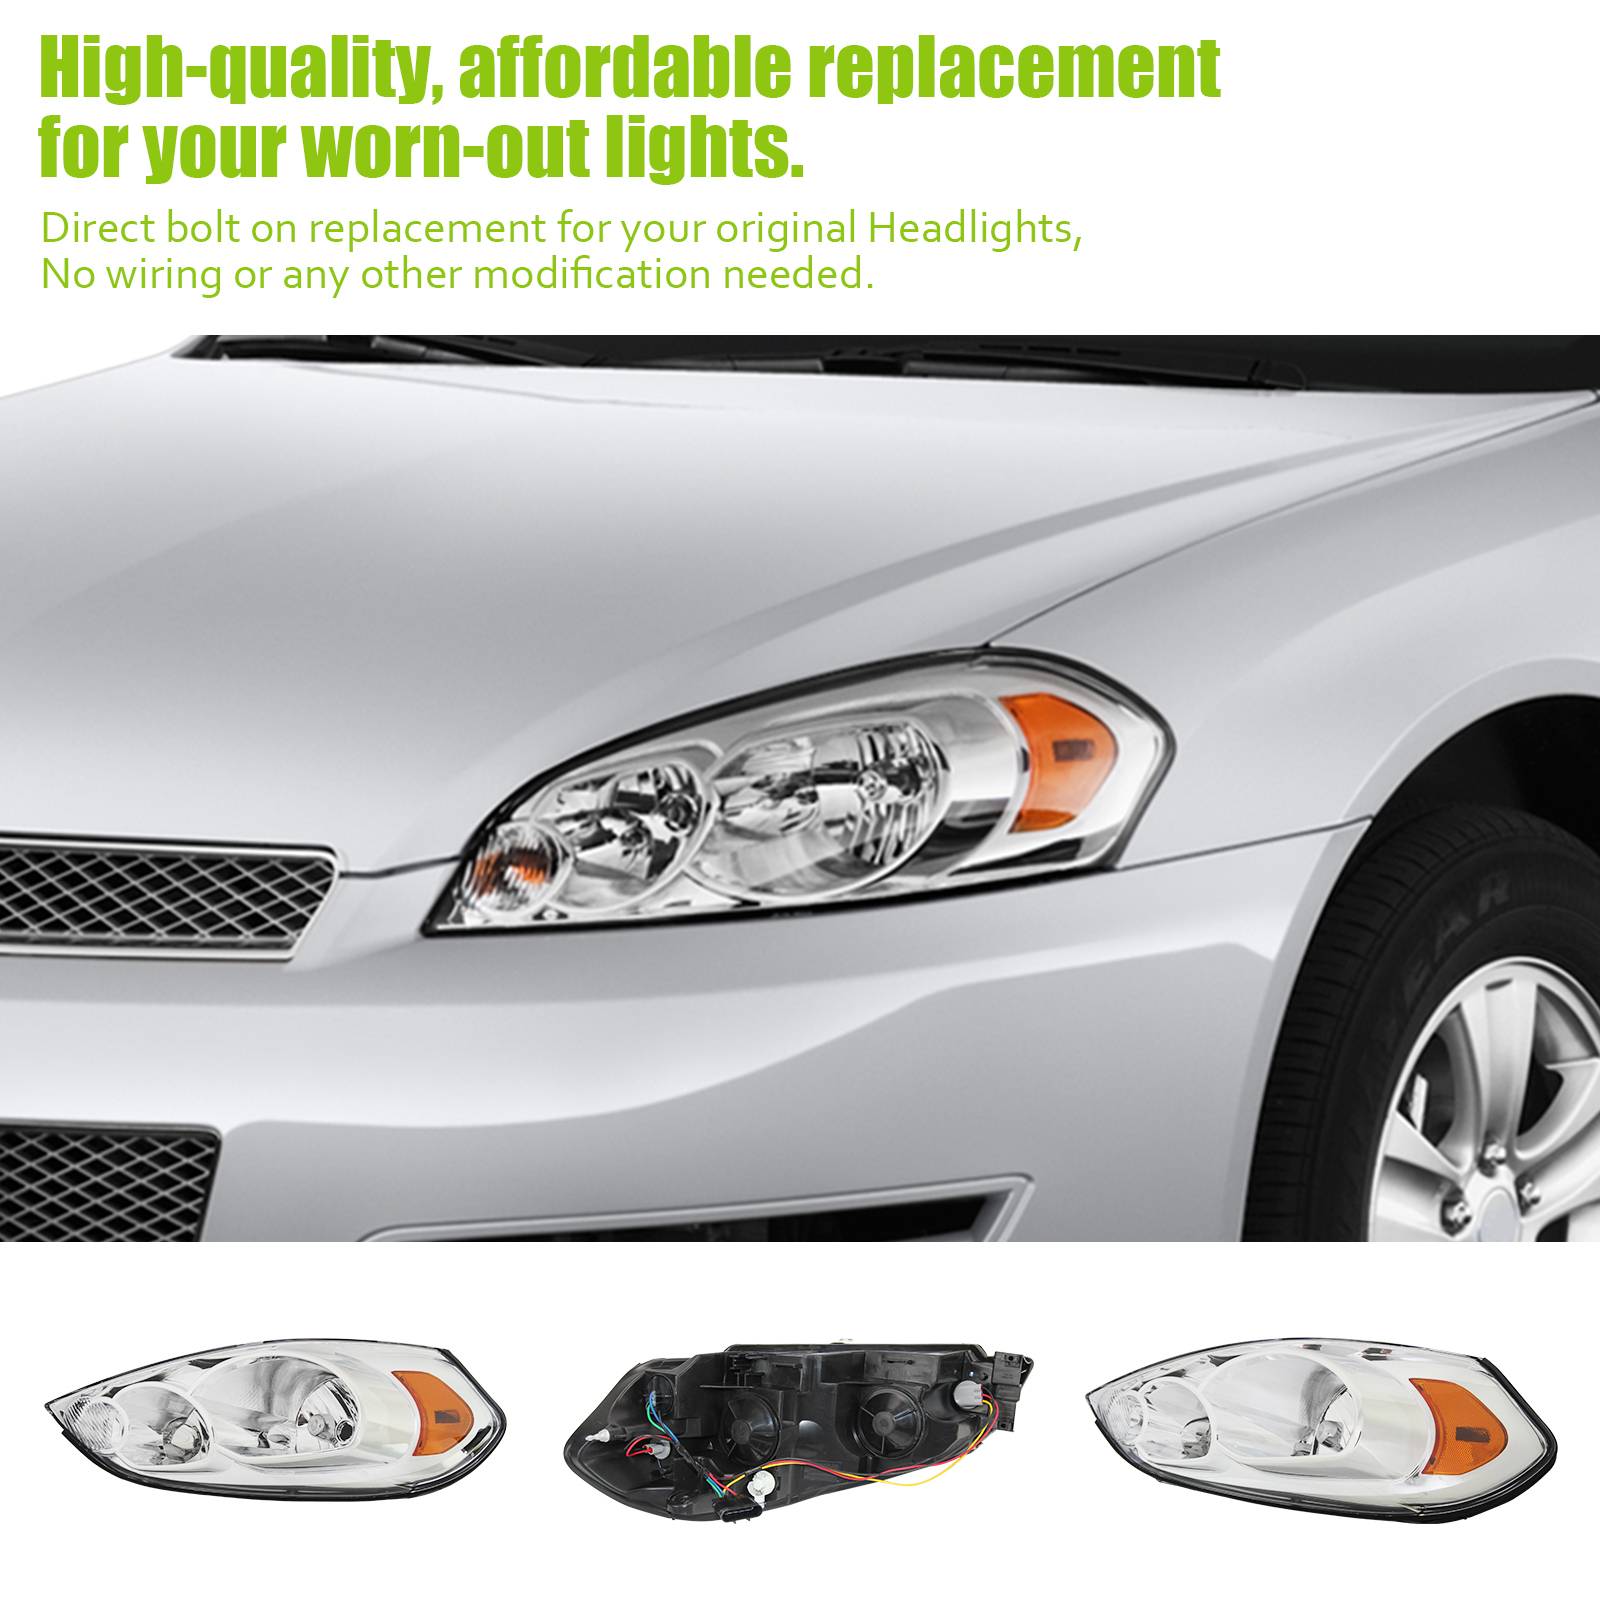 High-quality, affordable replacement
for your worn-out lights.
Direct bolt on replacement for your original Headlights,
No wiring or any other modification needed.